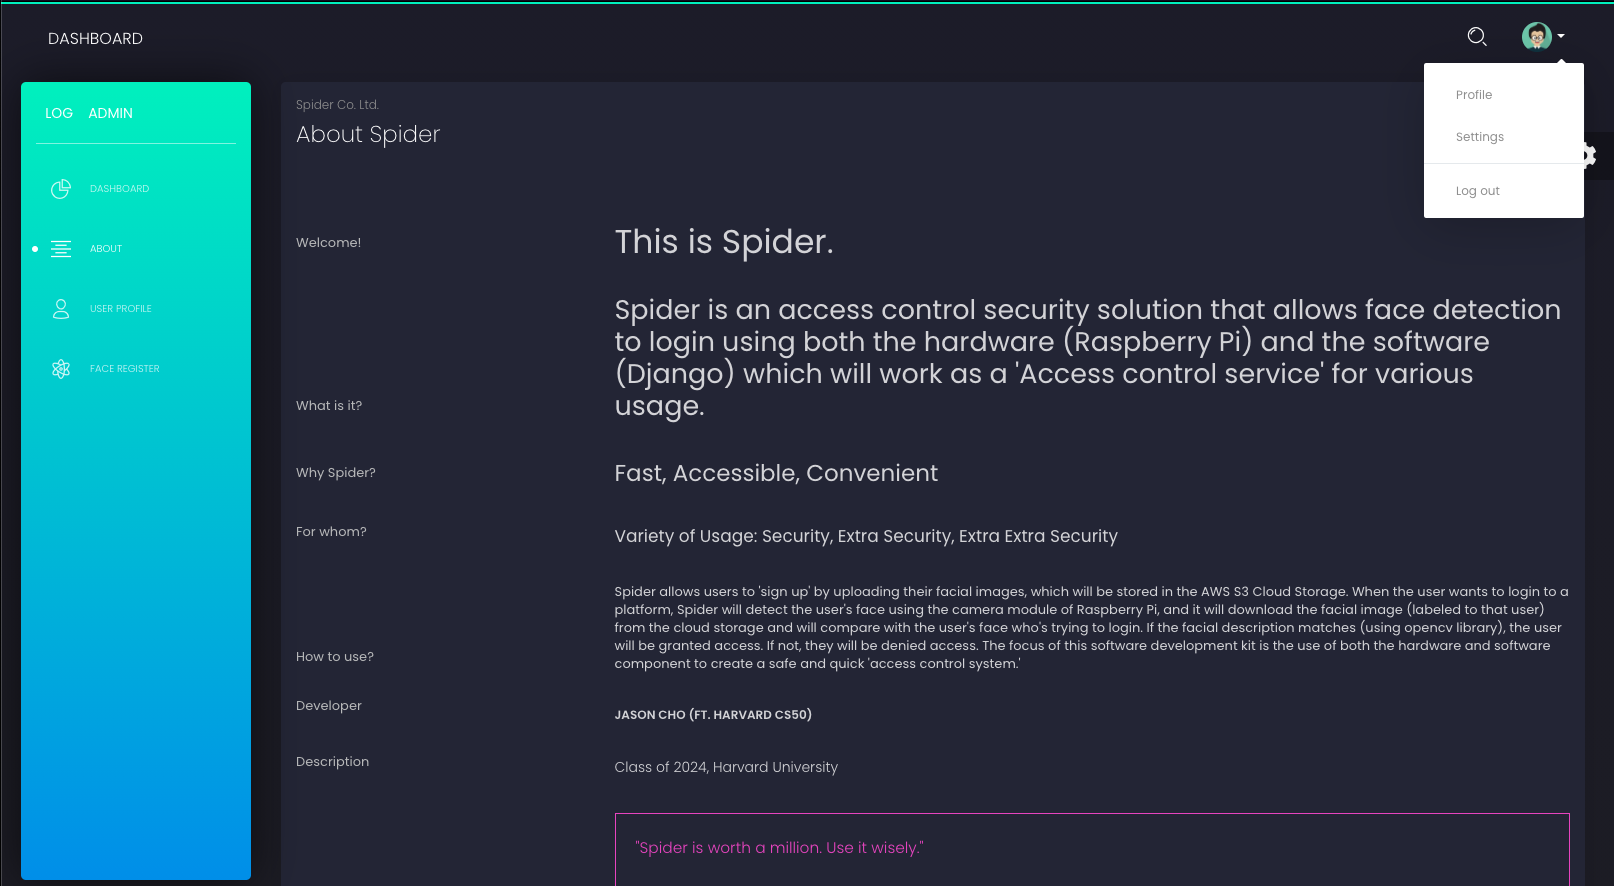 DASHBOARD
Profile
Settings
Log out
LOG ADMIN
DASHBOARD
ABOUT
USER PROFILE
FACE REGISTER
Spider Co. Ltd.
About Spider
Welcome!
This is Spider.
What is it?
Spider is an access control security solution that allows face detection
to login using both the hardware (Raspberry Pi) and the software
(Django) which will work as a 'Access control service' for various
usage.
Why Spider?
Fast, Accessible, Convenient
For whom?
Variety of Usage: Security, Extra Security, Extra Extra Security
How to use?
Spider allows users to 'sign up' by uploading their facial images, which will be stored in the AWS S3 Cloud Storage. When the user wants to login to a
platform, Spider will detect the user's face using the camera module of Raspberry Pi, and it will download the facial image (labeled to that user)
from the cloud storage and will compare with the user's face who's trying to login. If the facial description matches (using opencv library), the user
will be granted access. If not, they will be denied access. The focus of this software development kit is the use of both the hardware and software
component to create a safe and quick 'access control system.'
Developer
JASON CHO (FT. HARVARD CS50)
Description
Class of 2024, Harvard University
"Spider is worth a million. Use it wisely."